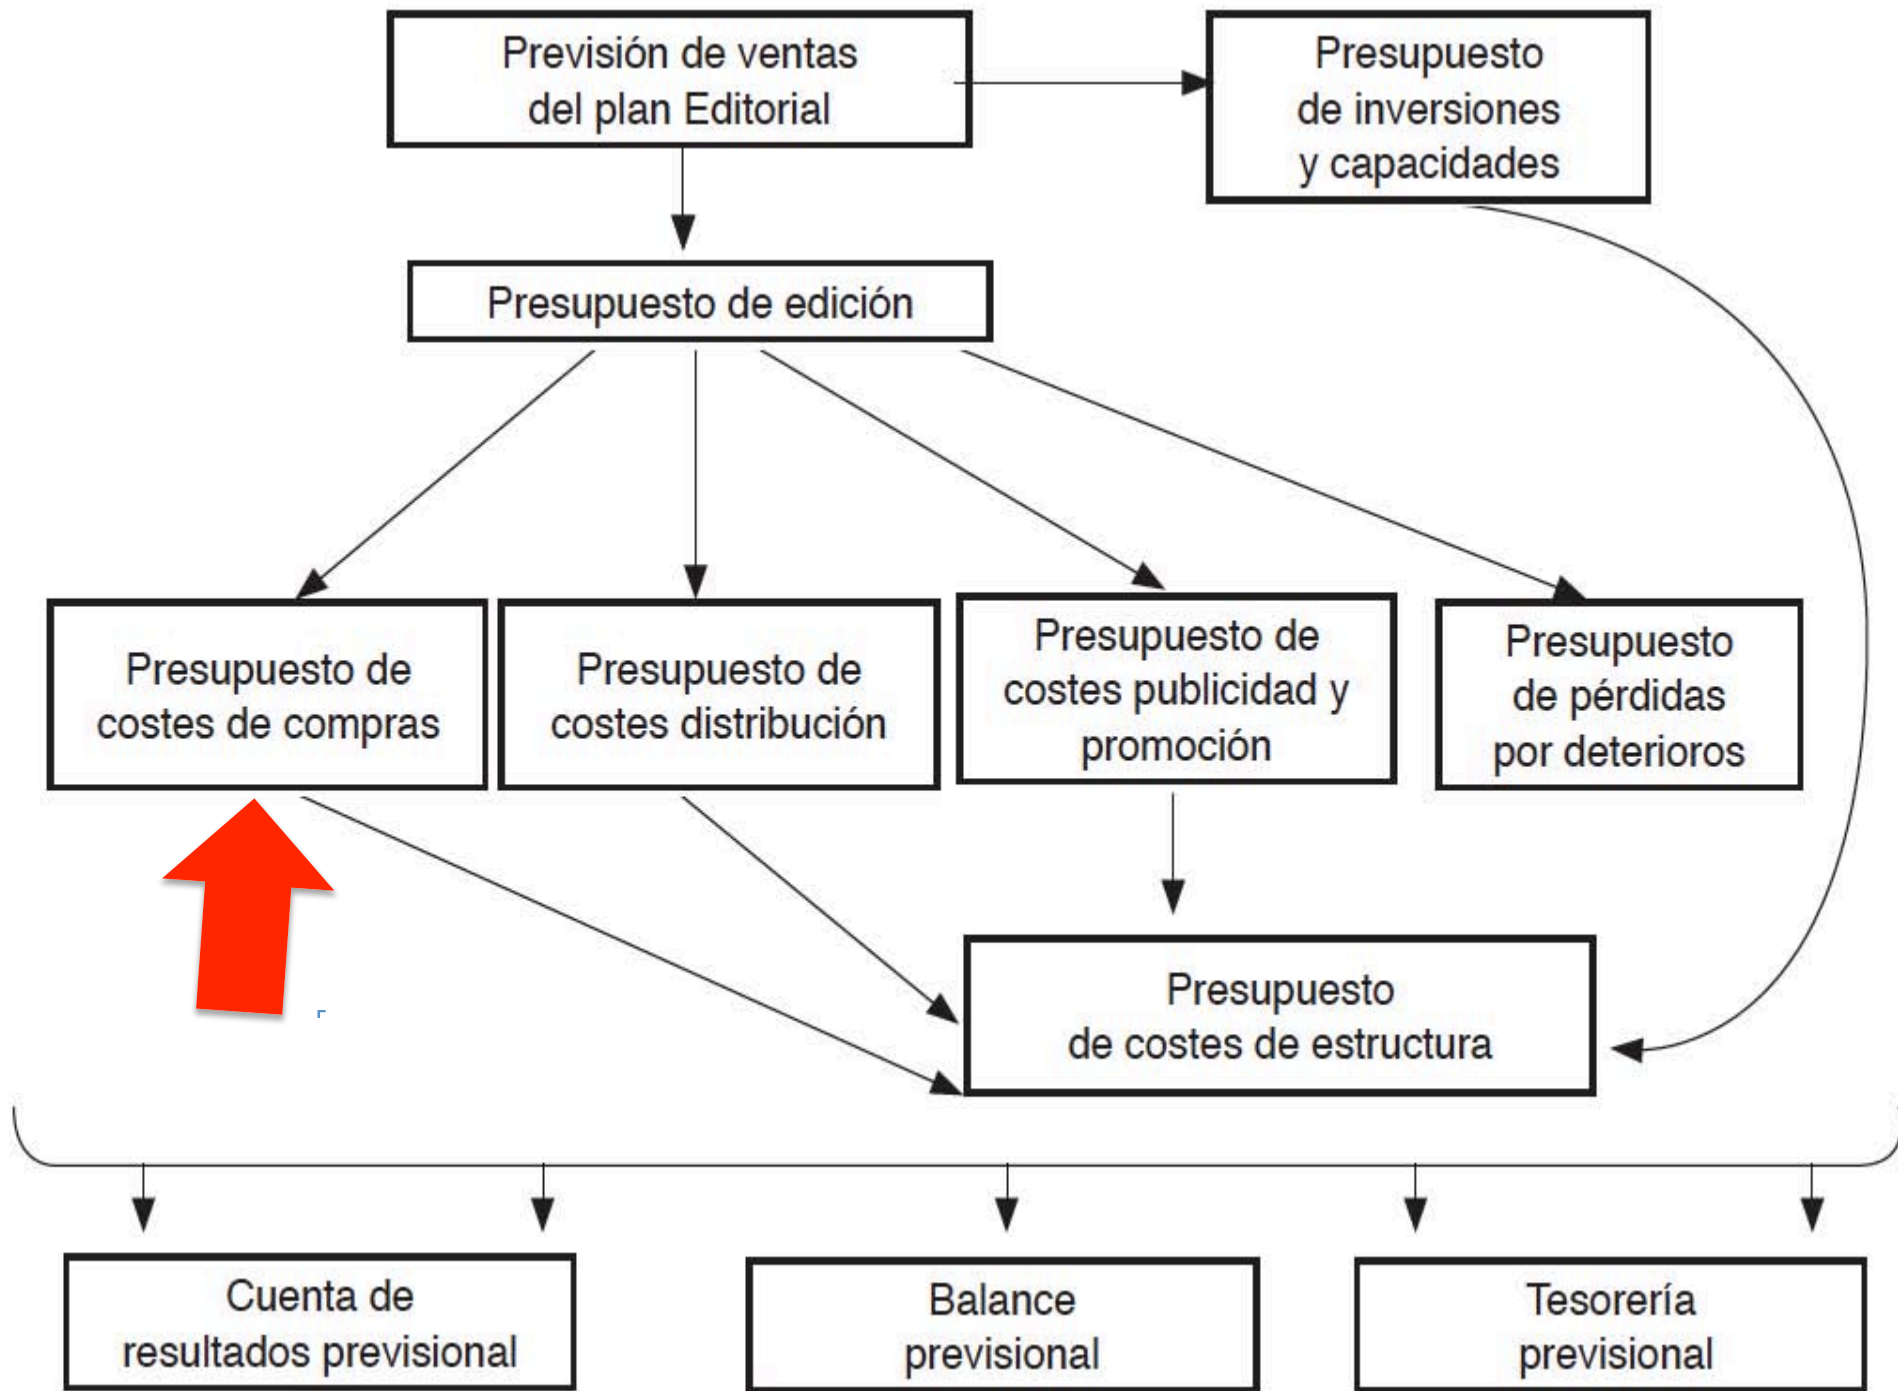 Previsión de ventas
del plan Editorial
Presupuesto
de inversiones
y capacidades
Presupuesto de edición
Presupuesto de
costes de compras
Presupuesto de
costes distribución
Presupuesto de
costes publicidad y
promoción
Presupuesto
de pérdidas
por deterioros
Presupuesto
de costes de estructura
Cuenta de
resultados previsional
Balance
previsional
Tesorería
previsional